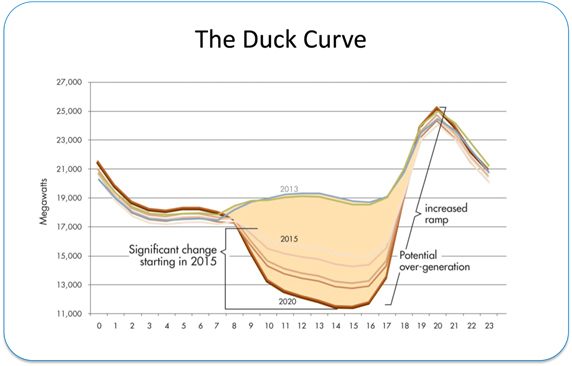 The Duck Curve
27,000
25,000
23,000
21,000
19,000
17,000
15,000
13,000
11,000
Megawatts
2013
2015
2020
Significant change
starting in 2015
increased
ramp
Potential
over-generation
0 1 2 3 4 5 6 7 8 9 10 11 12 13 14 15 16 17 18 19 20 21 22 23